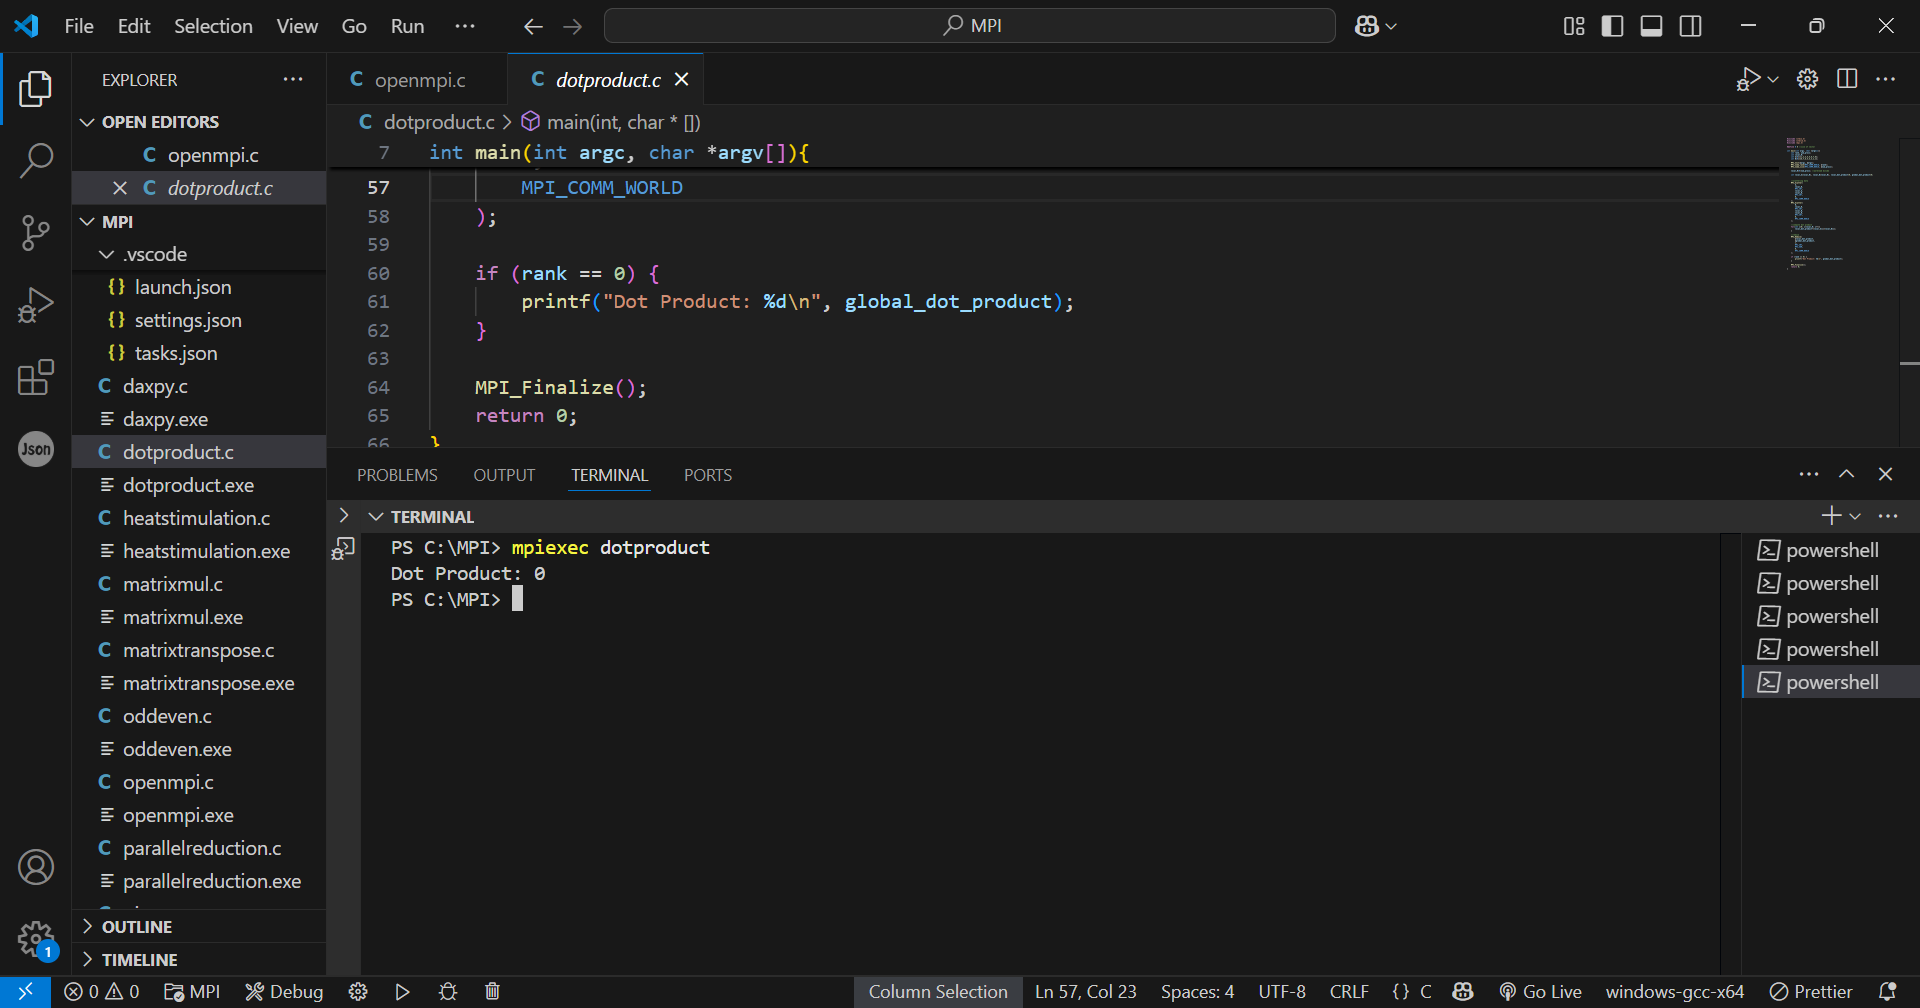 File Edit Selection View Go Run ··· MPI
EXPLORER ···
OPEN EDITORS
C openmpi.c
C dotproduct.c
MPI
.vscode
{} launch.json
{} settings.json
{} tasks.json
C daxpy.c
daxpy.exe
C dotproduct.c
dotproduct.exe
C heatstimulation.c
heatstimulation.exe
C matrixmul.c
matrixmul.exe
C matrixtranspose.c
matrixtranspose.exe
C oddeven.c
oddeven.exe
C openmpi.c
openmpi.exe
C parallelreduction.c
parallelreduction.exe
OUTLINE
TIMELINE
Json
1
C openmpi.c C dotproduct.c
C dotproduct.c > main(int, char * [])
7 int main(int argc, char *argv[]){
57 MPI_COMM_WORLD
58 );
59
60 if (rank == 0) {
61 printf("Dot Product: %d\n", global_dot_product);
62 }
63
64 MPI_Finalize();
65 return 0;
66 }
PROBLEMS OUTPUT TERMINAL PORTS
TERMINAL
PS C:\MPI> mpiexec dotproduct
Dot Product: 0
PS C:\MPI>
powershell
powershell
powershell
powershell
powershell
0 0 MPI Debug Column Selection Ln 57, Col 23 Spaces: 4 UTF-8 CRLF {} C Go Live windows-gcc-x64 Prettier